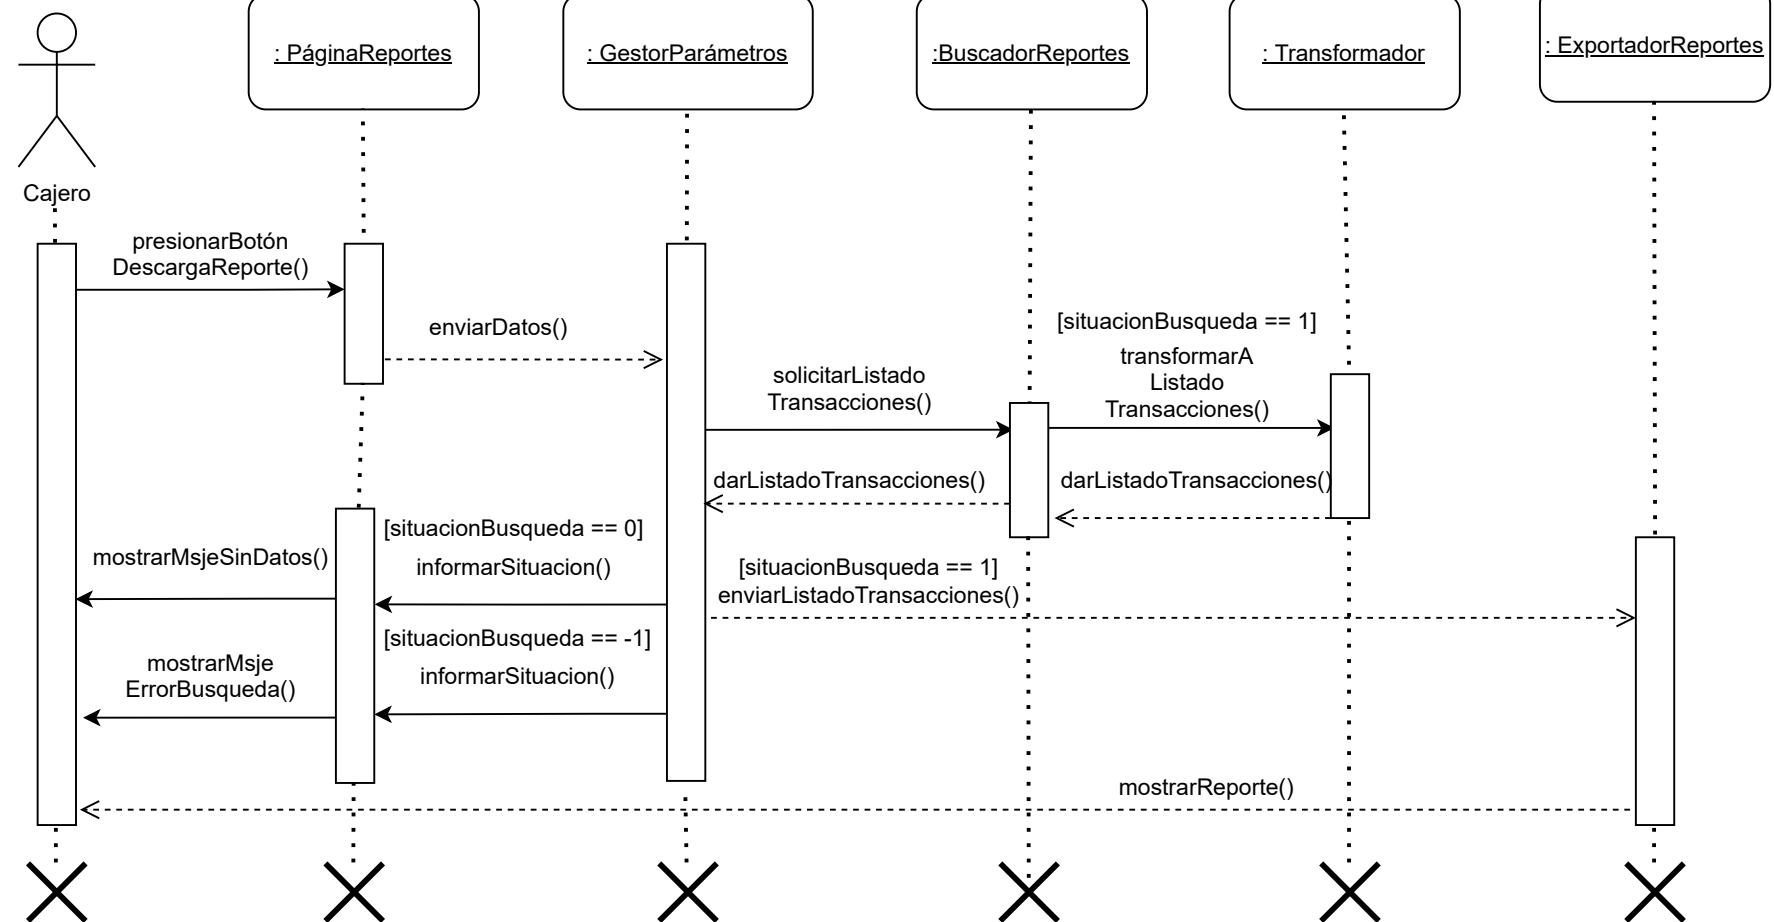 : PáginaReportes
: GestorParámetros
:BuscadorReportes
: Transformador
: ExportadorReportes
Cajero
presionarBotón
DescargaReporte()
enviarDatos()
[situacionBusqueda == 1]
transformarA
Listado
Transacciones()
solicitarListado
Transacciones()
darListadoTransacciones()
darListadoTransacciones()
[situacionBusqueda == 0]
informarSituacion()
mostrarMsjeSinDatos()
[situacionBusqueda == 1]
enviarListadoTransacciones()
[situacionBusqueda == -1]
informarSituacion()
mostrarMsje
ErrorBusqueda()
mostrarReporte()